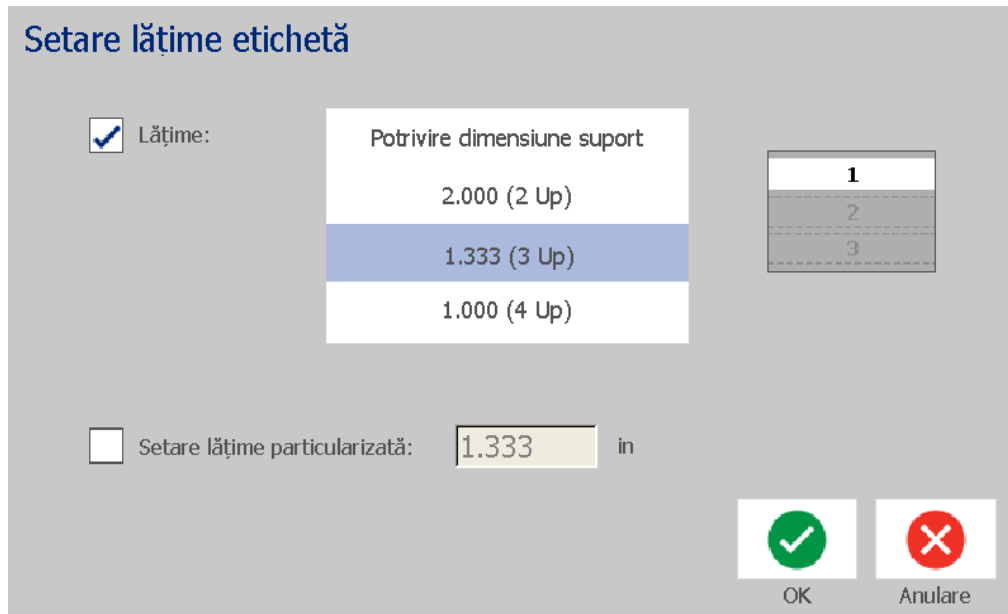 Setare lățime etichetă
Lățime:
Potrivire dimensiune suport
2.000 (2 Up)
1.333 (3 Up)
1.000 (4 Up)
1
2
3
Setare lățime particularizată:
1.333 in
OK
Anulare